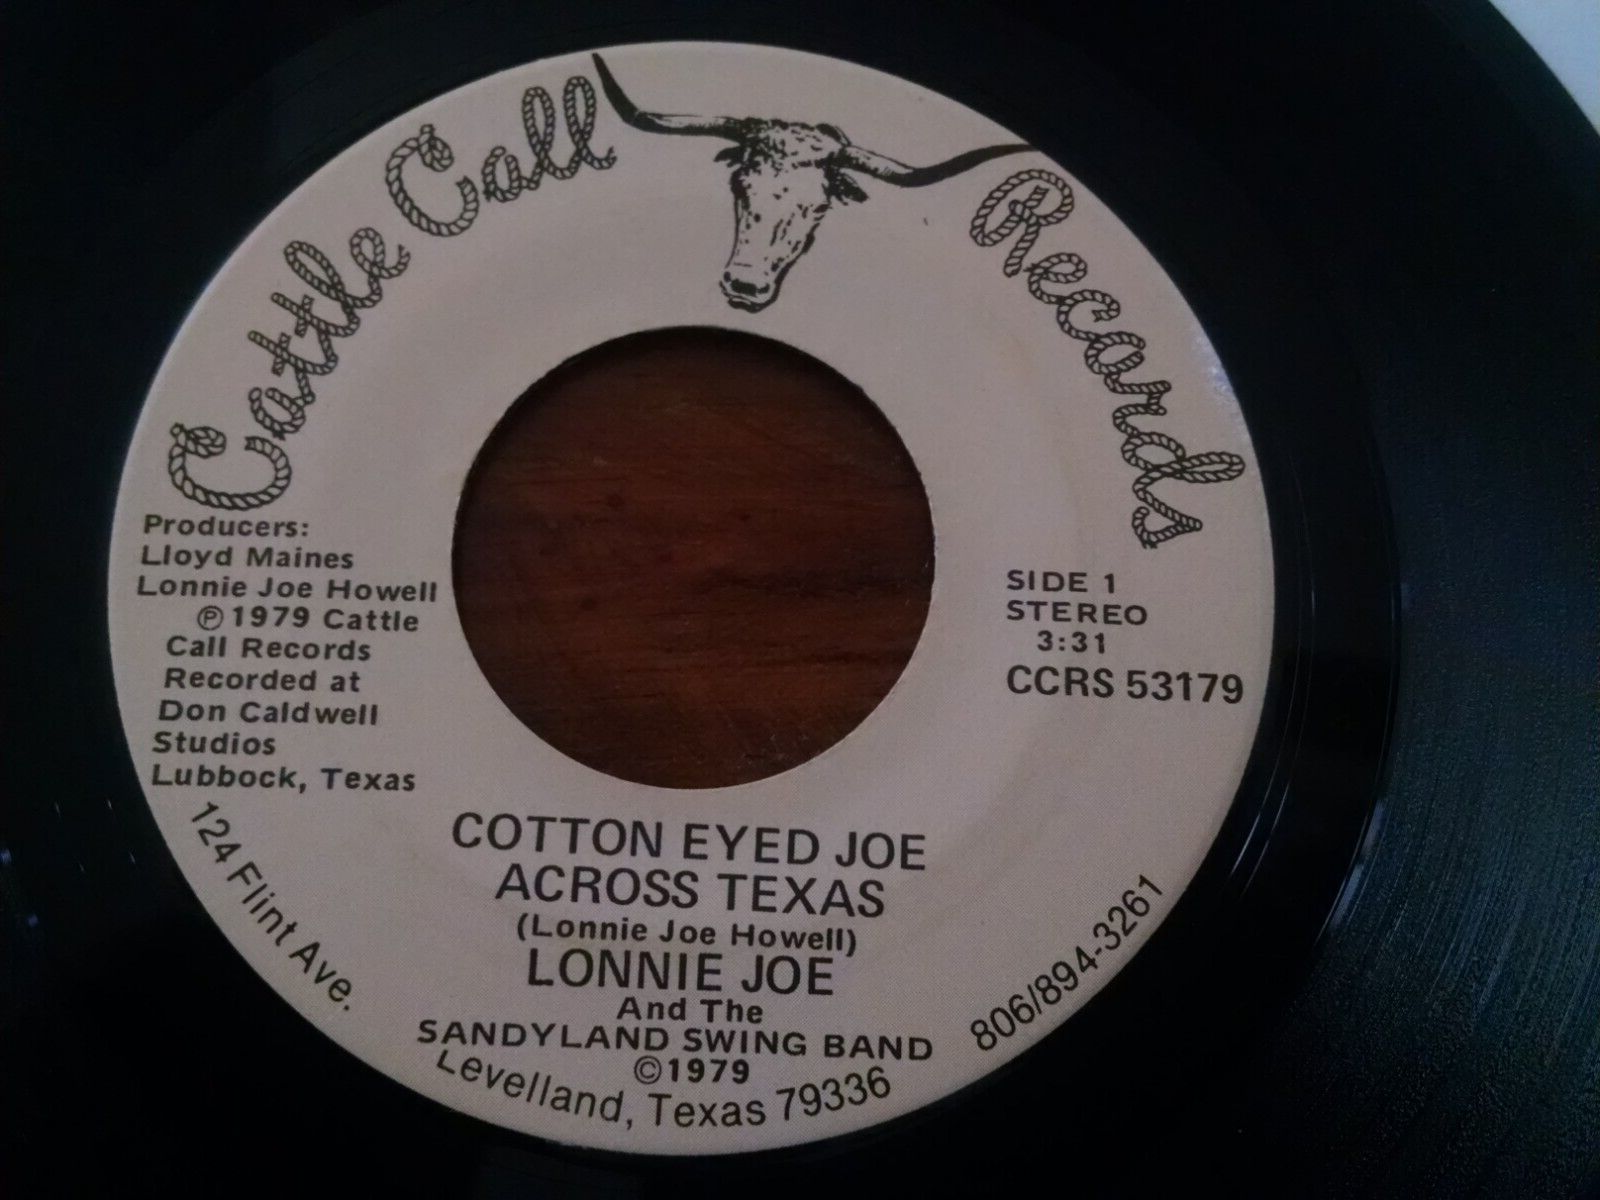 Cattle Call Records
Producers:
Lloyd Maines
Lonnie Joe Howell
℗ 1979 Cattle
Call Records
Recorded at
Don Caldwell
Studios
Lubbock, Texas
SIDE 1
STEREO
3:31
CCRS 53179
COTTON EYED JOE
ACROSS TEXAS
(Lonnie Joe Howell)
LONNIE JOE
And The
SANDYLAND SWING BAND
©1979
124 Flint Ave.
Levelland, Texas 79336
806/894-3261